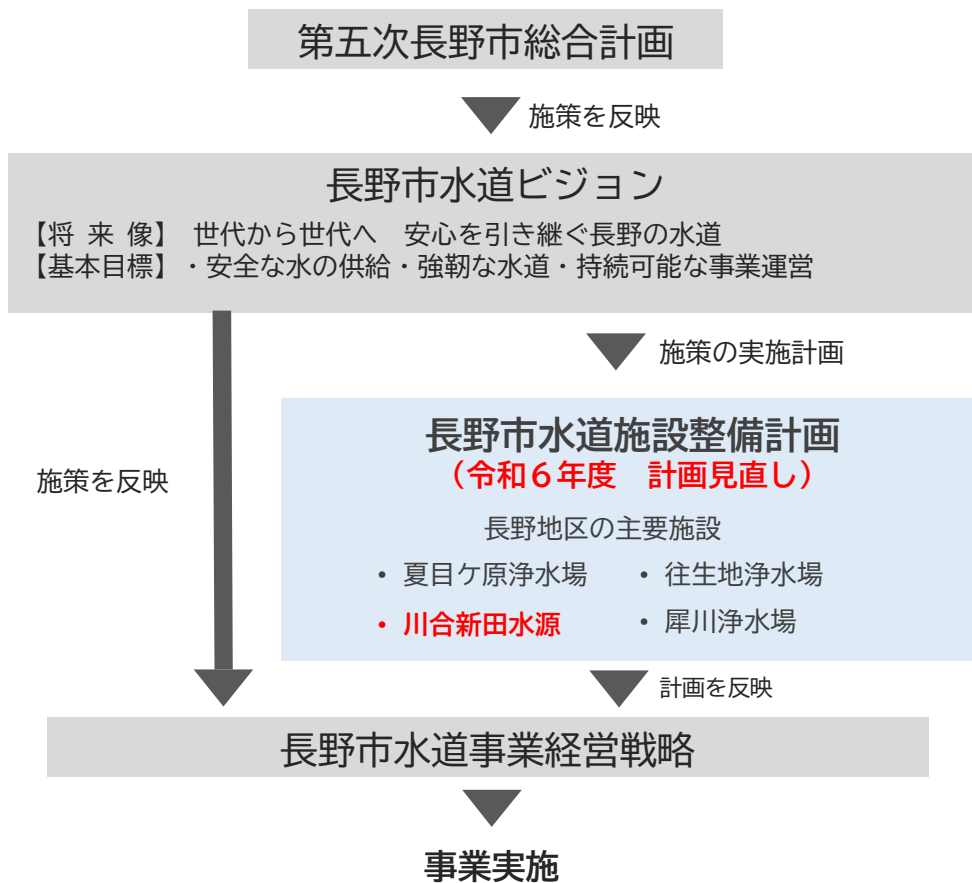 第五次長野市総合計画
施策を反映
長野市水道ビジョン
【将 来 像】 世代から世代へ　安心を引き継ぐ長野の水道
【基本目標】・安全な水の供給・強靭な水道・持続可能な事業運営
施策の実施計画
長野市水道施設整備計画
（令和６年度　計画見直し）
長野地区の主要施設
・ 夏目ケ原浄水場
・ 往生地浄水場
・ 川合新田水源
・ 犀川浄水場
施策を反映
計画を反映
長野市水道事業経営戦略
事業実施